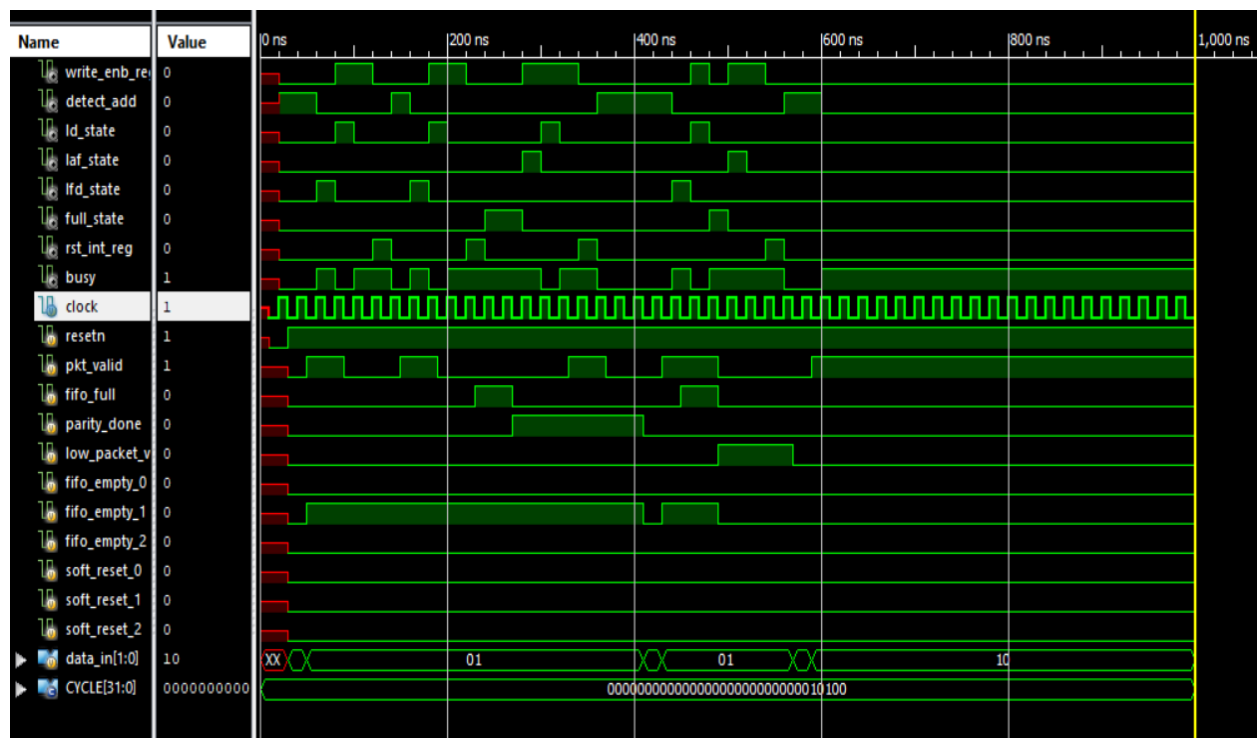 Name Value 0 ns 200 ns 400 ns 600 ns 800 ns 1,000 ns
write_enb_re 0
detect_add 0
ld_state 0
laf_state 0
lfd_state 0
full_state 0
rst_int_reg 0
busy 1
clock 1
resetn 1
pkt_valid 1
fifo_full 0
parity_done 0
low_packet_v 0
fifo_empty_0 0
fifo_empty_1 0
fifo_empty_2 0
soft_reset_0 0
soft_reset_1 0
soft_reset_2 0
data_in[1:0] 10 XX 01 01 10
CYCLE[31:0] 0000000000 00000000000000000000000000010100